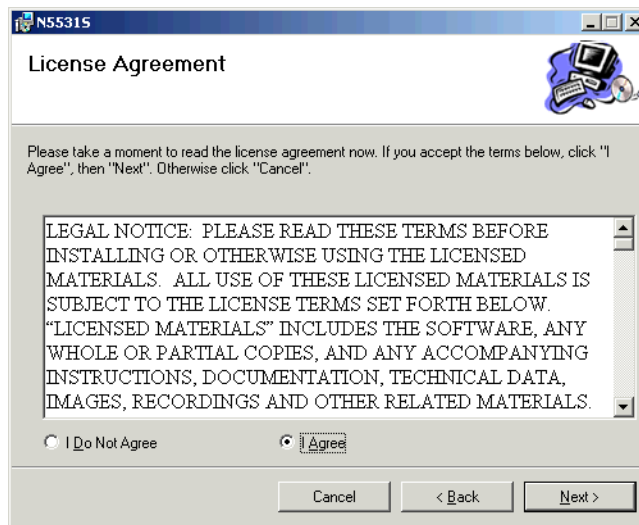 N5531S
License Agreement
Please take a moment to read the license agreement now. If you accept the terms below, click "I
Agree", then "Next". Otherwise click "Cancel".
LEGAL NOTICE: PLEASE READ THESE TERMS BEFORE
INSTALLING OR OTHERWISE USING THE LICENSED
MATERIALS. ALL USE OF THESE LICENSED MATERIALS IS
SUBJECT TO THE LICENSE TERMS SET FORTH BELOW.
“LICENSED MATERIALS” INCLUDES THE SOFTWARE, ANY
WHOLE OR PARTIAL COPIES, AND ANY ACCOMPANYING
INSTRUCTIONS, DOCUMENTATION, TECHNICAL DATA,
IMAGES, RECORDINGS AND OTHER RELATED MATERIALS.
I Do Not Agree I Agree
Cancel < Back Next >